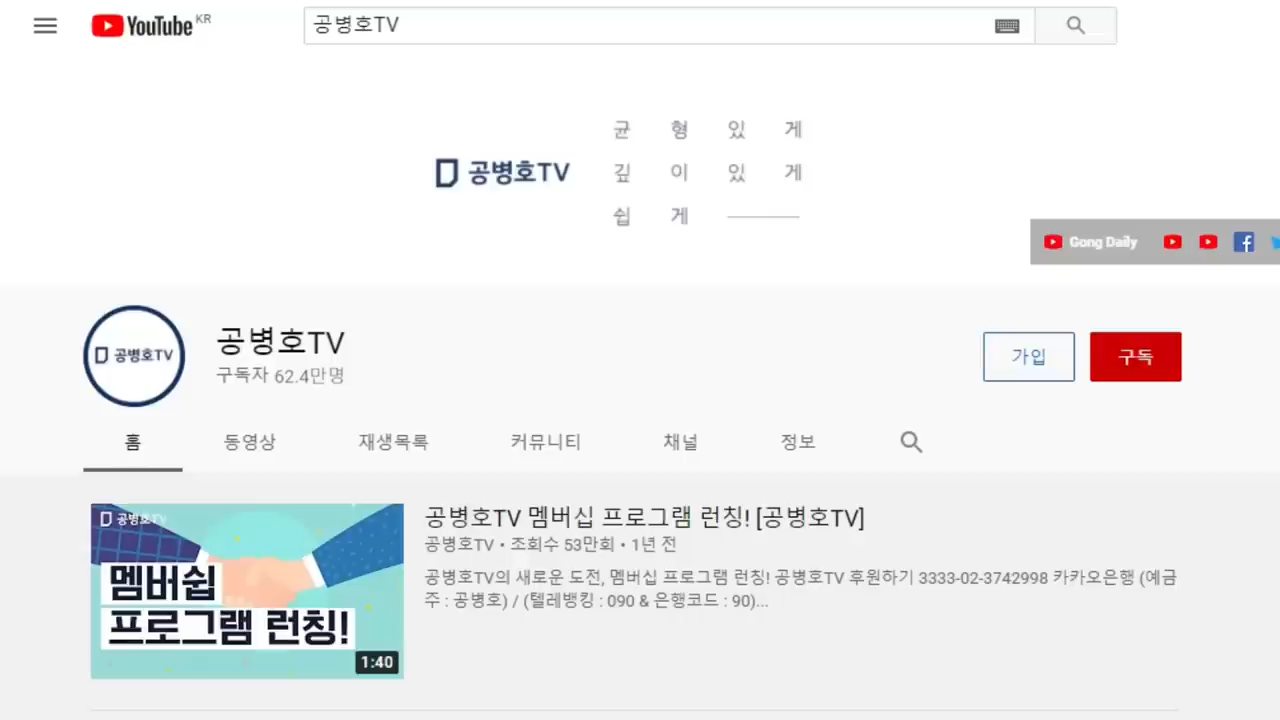 YouTube KR
공병호TV
균 형 있 게
공병호TV
깊 이 있 게
쉽 게
Gong Daily
공병호TV
공병호TV
구독자 62.4만명
가입
구독
홈
동영상
재생목록
커뮤니티
채널
정보
공병호TV
멤버쉽
프로그램 런칭!
1:40
공병호TV 멤버십 프로그램 런칭! [공병호TV]
공병호TV • 조회수 53만회 • 1년 전
공병호TV의 새로운 도전, 멤버십 프로그램 런칭! 공병호TV 후원하기 3333-02-3742998 카카오은행 (예금
주 : 공병호) / (텔레뱅킹 : 090 & 은행코드 : 90)...